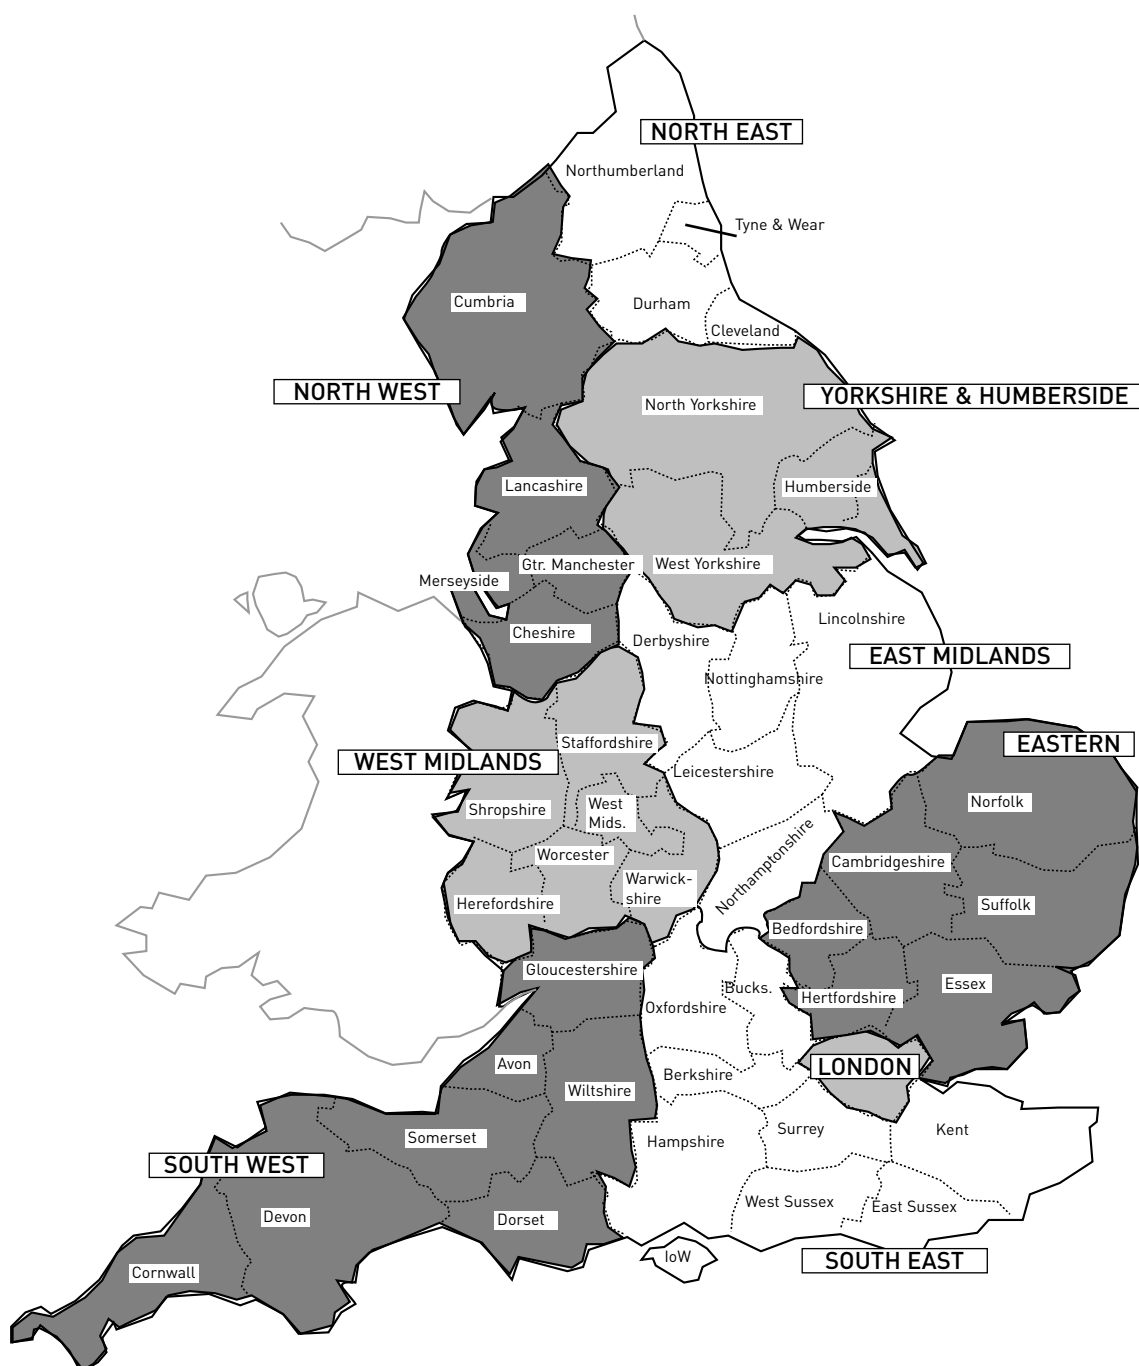 NORTH EAST
Northumberland
Tyne & Wear
Cumbria
Durham
Cleveland
NORTH WEST
YORKSHIRE & HUMBERSIDE
North Yorkshire
Lancashire
Humberside
Gtr. Manchester
West Yorkshire
Merseyside
Cheshire
Derbyshire
Lincolnshire
EAST MIDLANDS
Nottinghamshire
Staffordshire
EASTERN
WEST MIDLANDS
Leicestershire
Norfolk
Shropshire
West
Mids.
Worcester
Cambridgeshire
Northamptonshire
Warwick-
shire
Herefordshire
Suffolk
Bedfordshire
Gloucestershire
Bucks.
Essex
Hertfordshire
Oxfordshire
Avon
LONDON
Berkshire
Wiltshire
Somerset
Hampshire
Surrey
Kent
SOUTH WEST
West Sussex
East Sussex
Devon
Dorset
IoW
SOUTH EAST
Cornwall